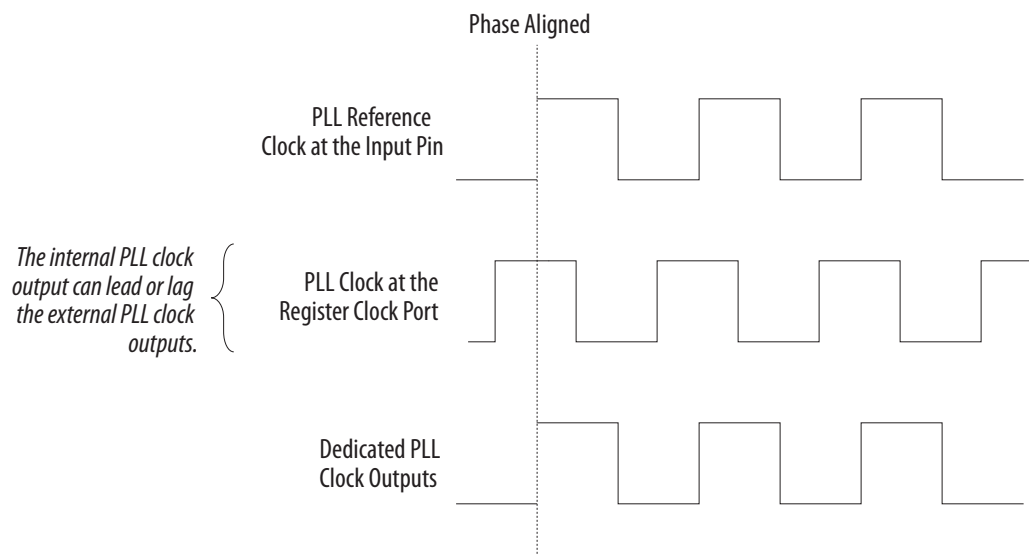 Phase Aligned
PLL Reference
Clock at the Input Pin
The internal PLL clock
output can lead or lag
the external PLL clock
outputs.
PLL Clock at the
Register Clock Port
Dedicated PLL
Clock Outputs